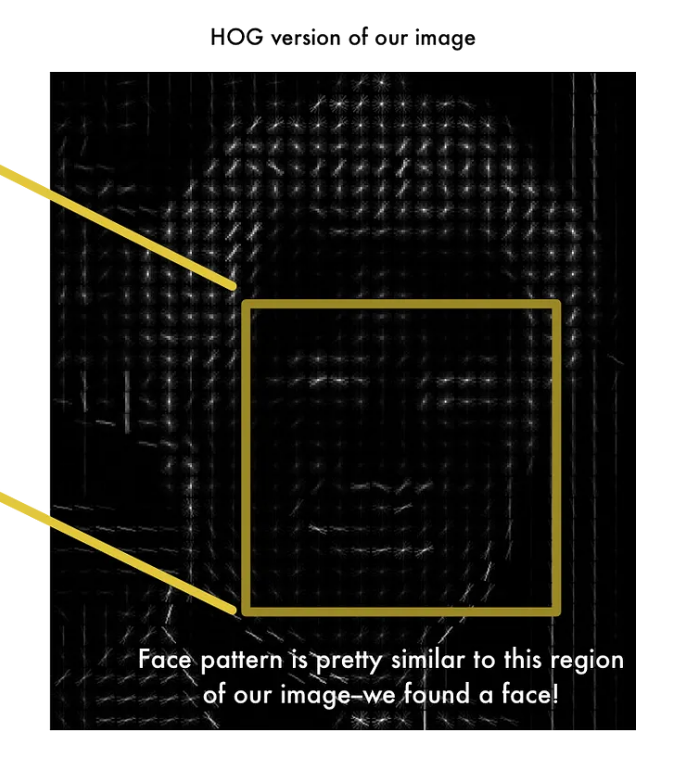 HOG version of our image
Face pattern is pretty similar to this region
of our image–we found a face!